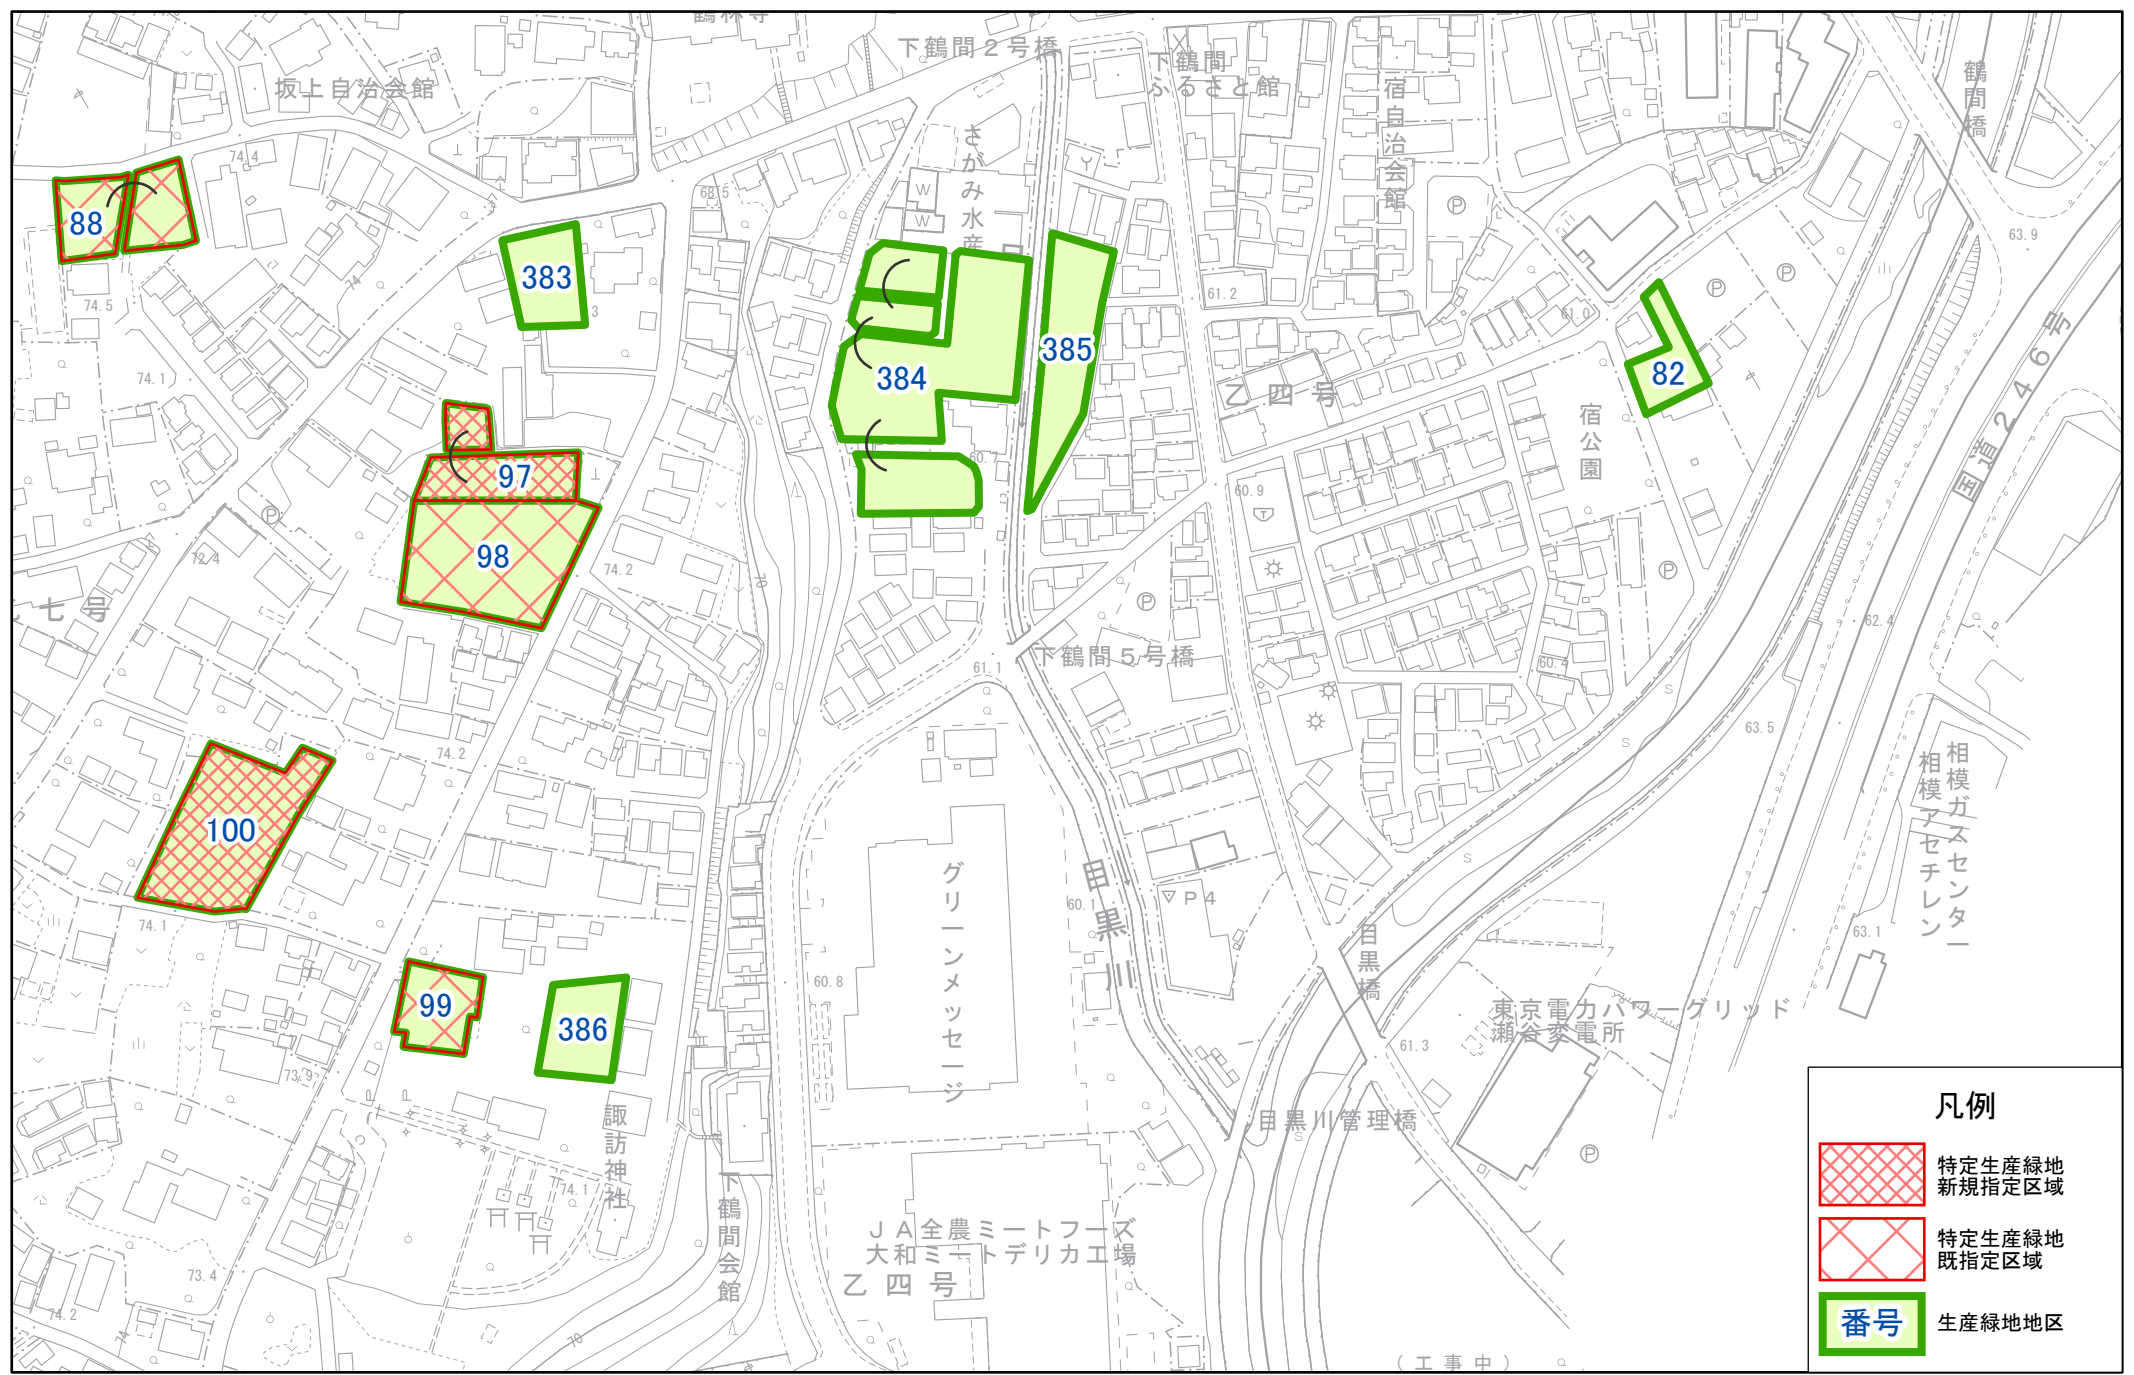 鶴林寺
下鶴間２号橋
下鶴間
ふるさと館
坂上自治会館
宿自治会館
鶴間橋
さがみ水産
74.4
68.5
88
383
74
74.5
63.9
61.2
61.0
385
384
82
74.1
乙四号
国道246号
宿公園
97
60.7
60.9
98
72.4
74.2
70
七号
62.4
下鶴間５号橋
61.1
60.4
63.5
74.2
相模ガスセンター
相模アセチレン
100
グリーンメッセージ
目黒川
60.1
P4
74.1
63.1
目黒橋
60.8
99
386
東京電力パワーグリッド
瀬谷変電所
61.3
73.9
諏訪神社
目黒川管理橋
74.1
下鶴間会館
ＪＡ全農ミートフーズ
大和ミートデリカ工場
乙四号
73.4
74.2
74
70
（工事中）
凡例
特定生産緑地
新規指定区域
特定生産緑地
既指定区域
番号
生産緑地地区